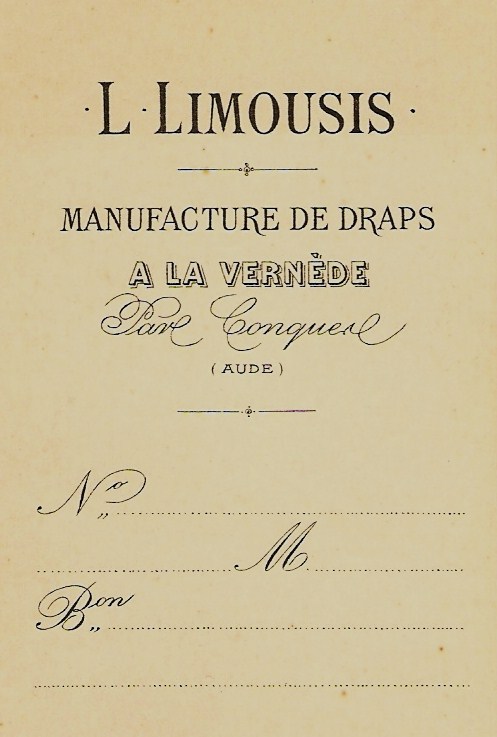 · L · LIMOUSIS ·
MANUFACTURE DE DRAPS
A LA VERNÈDE
Par Conques
(AUDE)
No
M
Bon